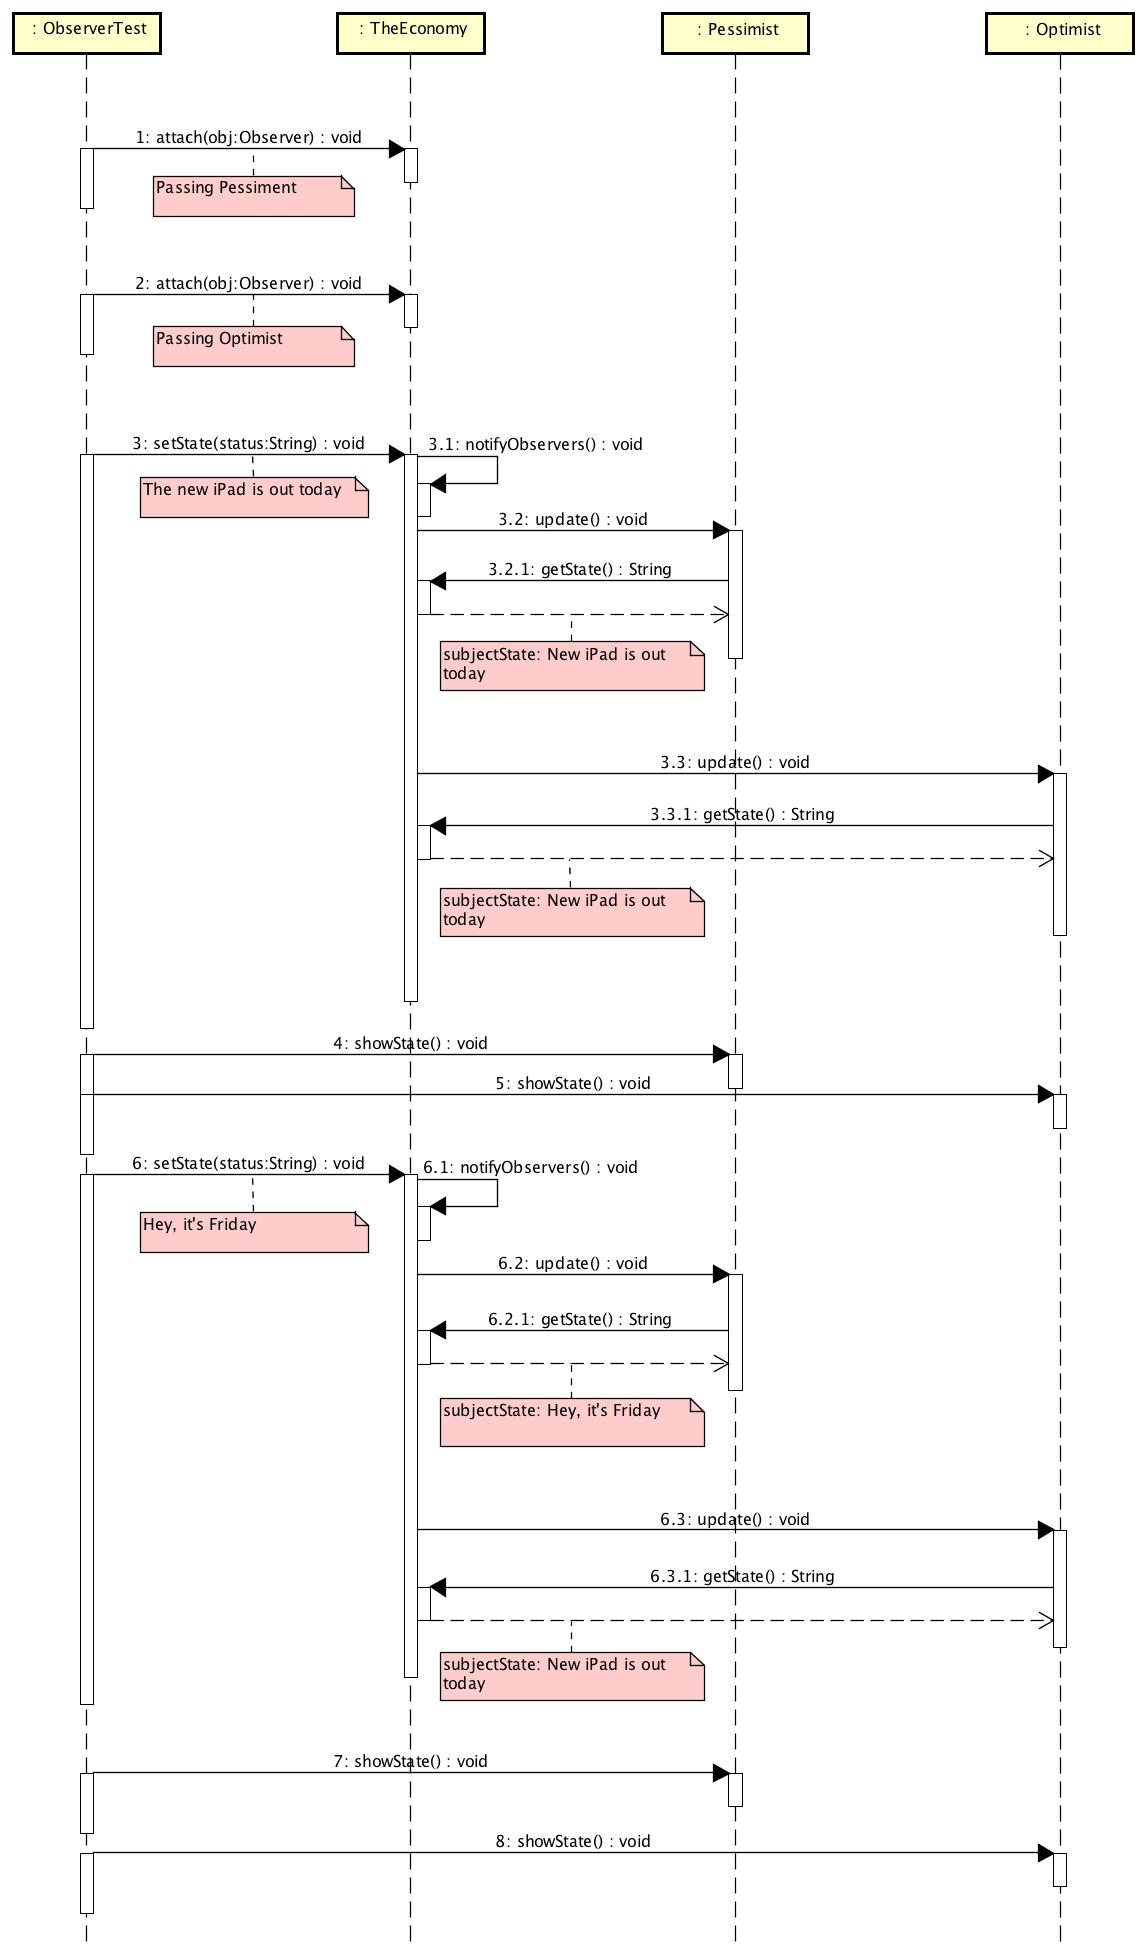 : ObserverTest
: TheEconomy
: Pessimist
: Optimist
1: attach(obj:Observer) : void
Passing Pessiment
2: attach(obj:Observer) : void
Passing Optimist
3: setState(status:String) : void
3.1: notifyObservers() : void
The new iPad is out today
3.2: update() : void
3.2.1: getState() : String
subjectState: New iPad is out
today
3.3: update() : void
3.3.1: getState() : String
subjectState: New iPad is out
today
4: showState() : void
5: showState() : void
6: setState(status:String) : void
6.1: notifyObservers() : void
Hey, it's Friday
6.2: update() : void
6.2.1: getState() : String
subjectState: Hey, it's Friday
6.3: update() : void
6.3.1: getState() : String
subjectState: New iPad is out
today
7: showState() : void
8: showState() : void